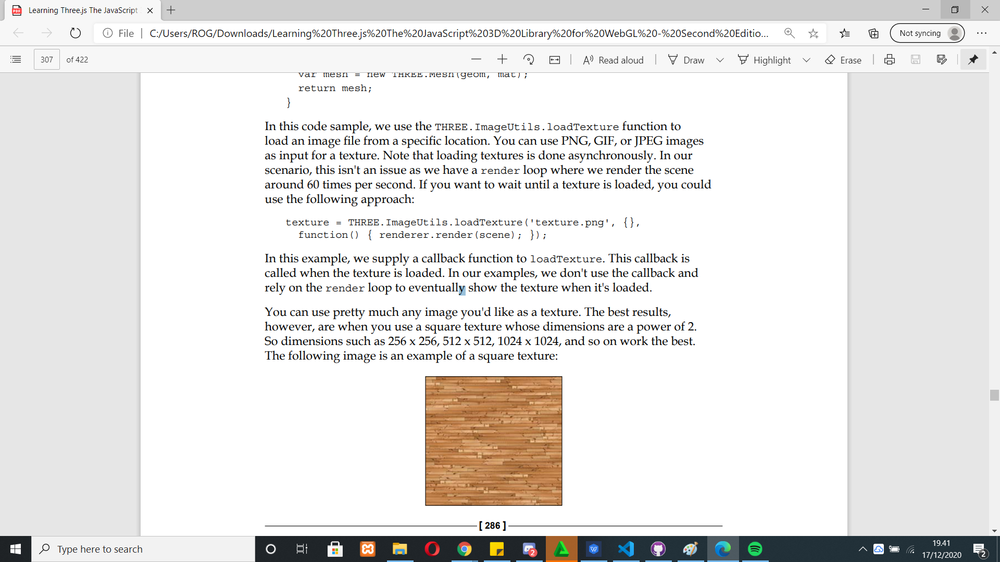 Learning Three.js The JavaScript
File
C:/Users/ROG/Downloads/Learning%20Three.js%20The%20JavaScript%203D%20Library%20for%20WebGL%20-%20Second%20Editio...
Not syncing
307 of 422
Read aloud
Draw
Highlight
Erase
var mesh = new THREE.Mesh(geom, mat);
return mesh;
}
In this code sample, we use the THREE.ImageUtils.loadTexture function to
load an image file from a specific location. You can use PNG, GIF, or JPEG images
as input for a texture. Note that loading textures is done asynchronously. In our
scenario, this isn't an issue as we have a render loop where we render the scene
around 60 times per second. If you want to wait until a texture is loaded, you could
use the following approach:
texture = THREE.ImageUtils.loadTexture('texture.png', {},
function() { renderer.render(scene); });
In this example, we supply a callback function to loadTexture. This callback is
called when the texture is loaded. In our examples, we don't use the callback and
rely on the render loop to eventually show the texture when it's loaded.
You can use pretty much any image you'd like as a texture. The best results,
however, are when you use a square texture whose dimensions are a power of 2.
So dimensions such as 256 x 256, 512 x 512, 1024 x 1024, and so on work the best.
The following image is an example of a square texture:
[ 286 ]
Type here to search
2
19.41
17/12/2020
2